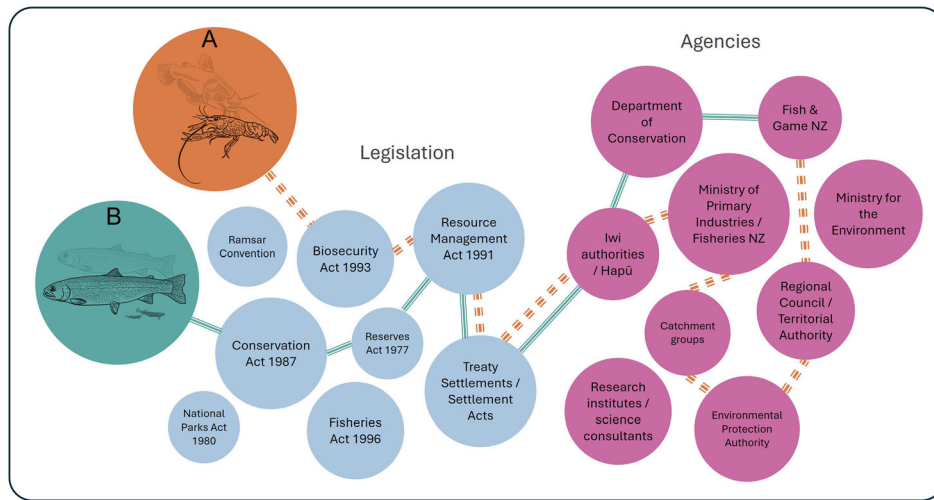 A
B
Legislation
Agencies
Ramsar
Convention
Biosecurity
Act 1993
Resource
Management
Act 1991
Conservation
Act 1987
Reserves
Act 1977
National
Parks Act
1980
Fisheries
Act 1996
Treaty
Settlements /
Settlement
Acts
Department
of
Conservation
Fish &
Game NZ
Ministry of
Primary
Industries /
Fisheries NZ
Ministry for
the
Environment
Iwi
authorities
/ Hapū
Regional
Council /
Territorial
Authority
Catchment
groups
Research
institutes /
science
consultants
Environmental
Protection
Authority